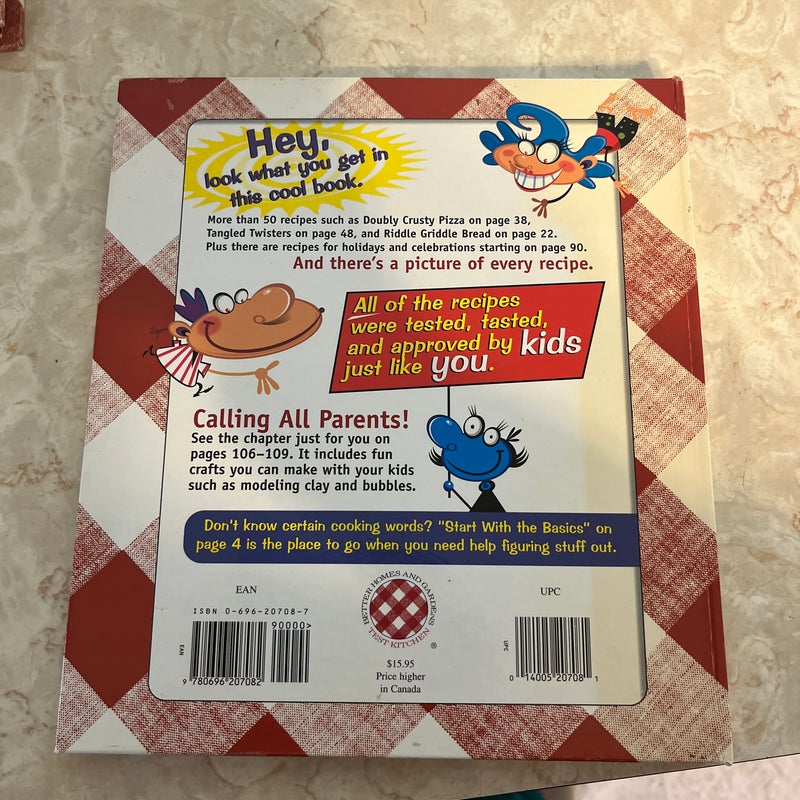 Hey,
look what you get in
this cool book.
More than 50 recipes such as Doubly Crusty Pizza on page 38,
Tangled Twisters on page 48, and Riddle Griddle Bread on page 22.
Plus there are recipes for holidays and celebrations starting on page 90.
And there's a picture of every recipe.
All of the recipes
were tested, tasted,
and approved by kids
just like you.
Calling All Parents!
See the chapter just for you on
pages 106–109. It includes fun
crafts you can make with your kids
such as modeling clay and bubbles.
Don't know certain cooking words? "Start With the Basics" on
page 4 is the place to go when you need help figuring stuff out.
EAN
ISBN 0-696-20708-7
90000>
EAN
9 780696 207082
BETTER HOMES AND GARDENS
TEST KITCHEN
®
$15.95
Price higher
in Canada
UPC
UPC
0 14005 20708 1